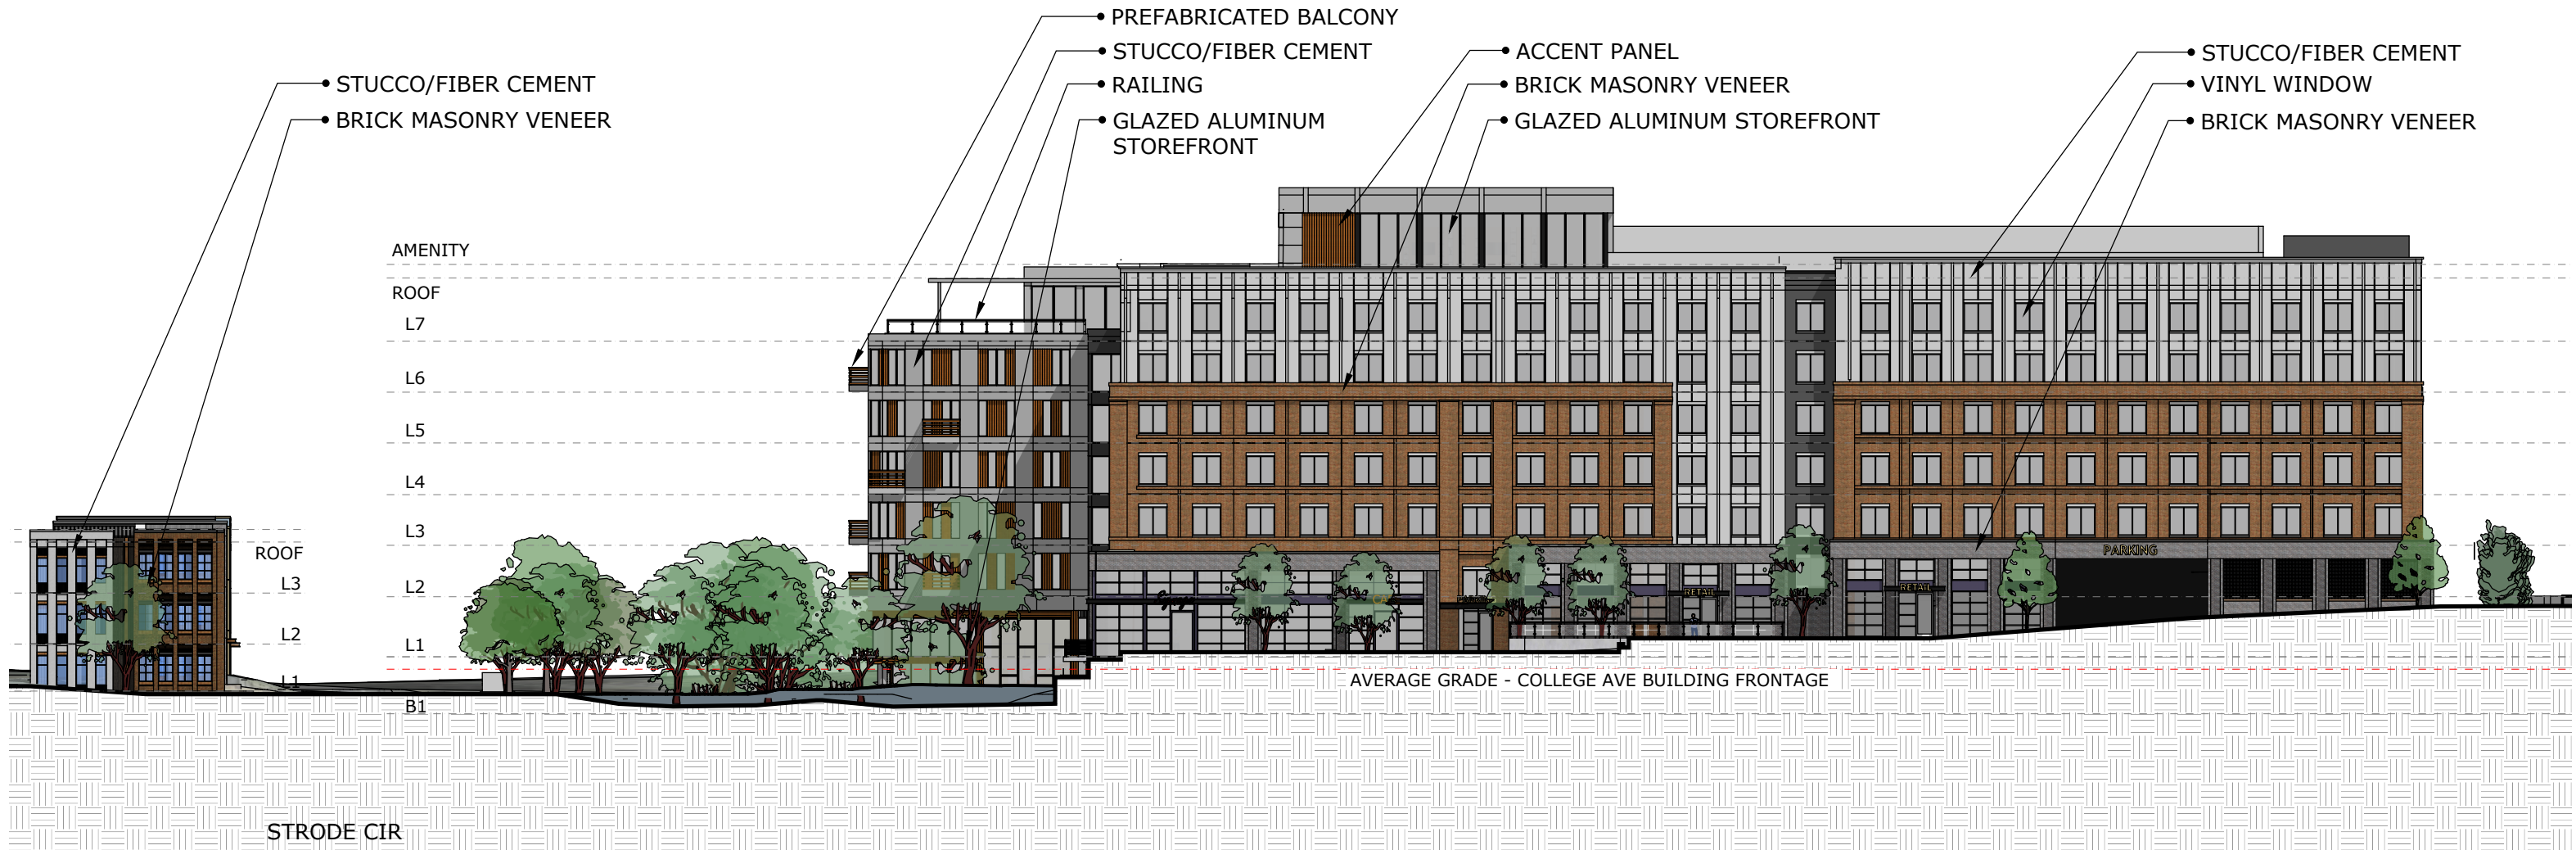 PREFABRICATED BALCONY
STUCCO/FIBER CEMENT
RAILING
GLAZED ALUMINUM
STOREFRONT
ACCENT PANEL
BRICK MASONRY VENEER
GLAZED ALUMINUM STOREFRONT
STUCCO/FIBER CEMENT
VINYL WINDOW
BRICK MASONRY VENEER
STUCCO/FIBER CEMENT
BRICK MASONRY VENEER
AMENITY
ROOF
L7
L6
L5
L4
L3
L2
L1
B1
ROOF
L3
L2
L1
PARKING
RETAIL
RETAIL
AVERAGE GRADE - COLLEGE AVE BUILDING FRONTAGE
STRODE CIR